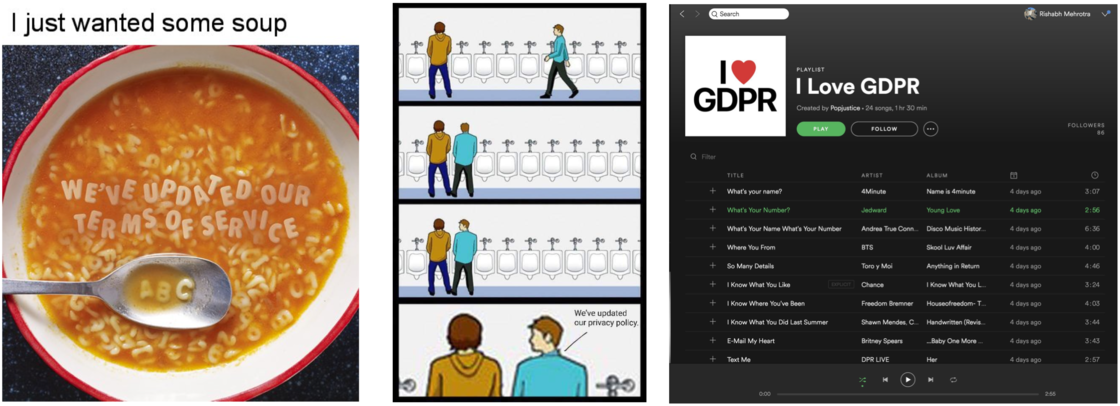 I just wanted some soup
WE'VE UPDATED OUR
TERMS OF SERVICE
ABC
We've updated
our privacy policy.
Search
Rishabh Mehrotra
I
GDPR
PLAYLIST
I Love GDPR
Created by Popjustice • 24 songs, 1 hr 30 min
PLAY FOLLOW
FOLLOWERS
86
Filter
TITLE ARTIST ALBUM
What's your name? 4Minute Name is 4minute 4 days ago 3:07
What's Your Number? Jedward Young Love 4 days ago 2:56
What's Your Name What's Your Number Andrea True Conn... Disco Music Histor... 4 days ago 6:36
Where You From BTS Skool Luv Affair 4 days ago 4:00
So Many Details Toro y Moi Anything in Return 4 days ago 4:46
I Know What You Like EXPLICIT Chance I Know What You L... 4 days ago 3:24
I Know Where You've Been Freedom Bremner Houseofreedom- T... 4 days ago 4:03
I Know What You Did Last Summer Shawn Mendes, C... Handwritten (Revis... 4 days ago 3:44
E-Mail My Heart Britney Spears ...Baby One More ... 4 days ago 3:43
Text Me DPR LIVE Her 4 days ago 2:57
0:00 2:55